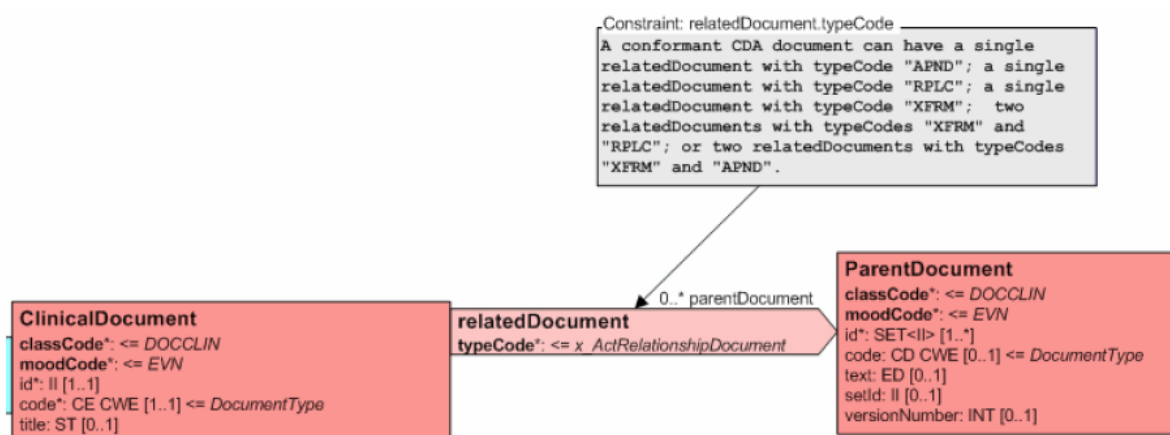 Constraint: relatedDocument.typeCode
A conformant CDA document can have a single
relatedDocument with typeCode "APND"; a single
relatedDocument with typeCode "RPLC"; a single
relatedDocument with typeCode "XFRM";  two
relatedDocuments with typeCodes "XFRM" and
"RPLC"; or two relatedDocuments with typeCodes
"XFRM" and "APND".
ClinicalDocument
classCode*: <= DOCCLIN
moodCode*: <= EVN
id*: II [1..1]
code*: CE CWE [1..1] <= DocumentType
title: ST [0..1]
0..* parentDocument
relatedDocument
typeCode*: <= x_ActRelationshipDocument
ParentDocument
classCode*: <= DOCCLIN
moodCode*: <= EVN
id*: SET<II> [1..*]
code: CD CWE [0..1] <= DocumentType
text: ED [0..1]
setId: II [0..1]
versionNumber: INT [0..1]